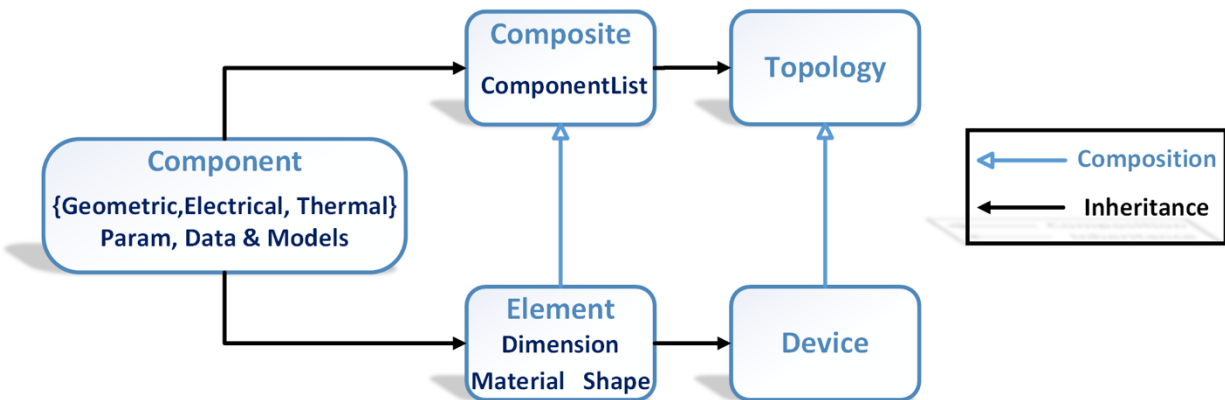 Composite
ComponentList
Topology
Component
{Geometric,Electrical, Thermal}
Param, Data & Models
Composition
Inheritance
Element
Dimension
Material Shape
Device